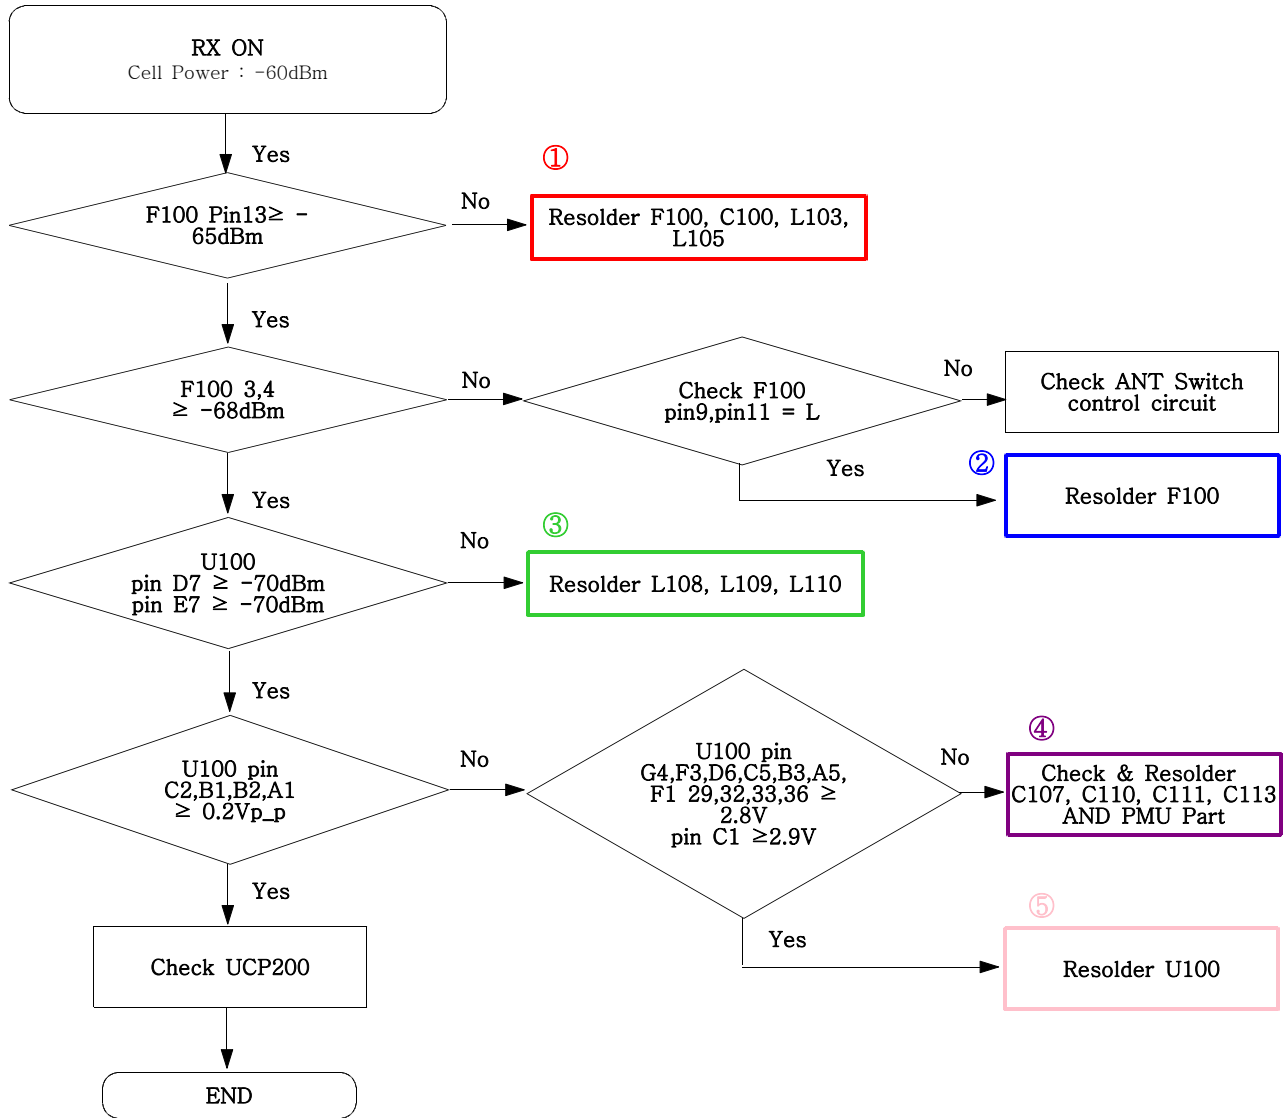 RX ON
Cell Power : -60dBm
Yes
①
F100 Pin13≥ -
65dBm
No
Resolder F100, C100, L103,
L105
Yes
F100 3,4
≥ -68dBm
No
Check F100
pin9,pin11 = L
No
Check ANT Switch
control circuit
Yes
②
Resolder F100
Yes
U100
pin D7 ≥ -70dBm
pin E7 ≥ -70dBm
No
③
Resolder L108, L109, L110
Yes
U100 pin
C2,B1,B2,A1
≥ 0.2Vp_p
No
U100 pin
G4,F3,D6,C5,B3,A5,
F1 29,32,33,36 ≥
2.8V
pin C1 ≥2.9V
No
④
Check & Resolder
C107, C110, C111, C113
AND PMU Part
Yes
⑤
Resolder U100
Yes
Check UCP200
END